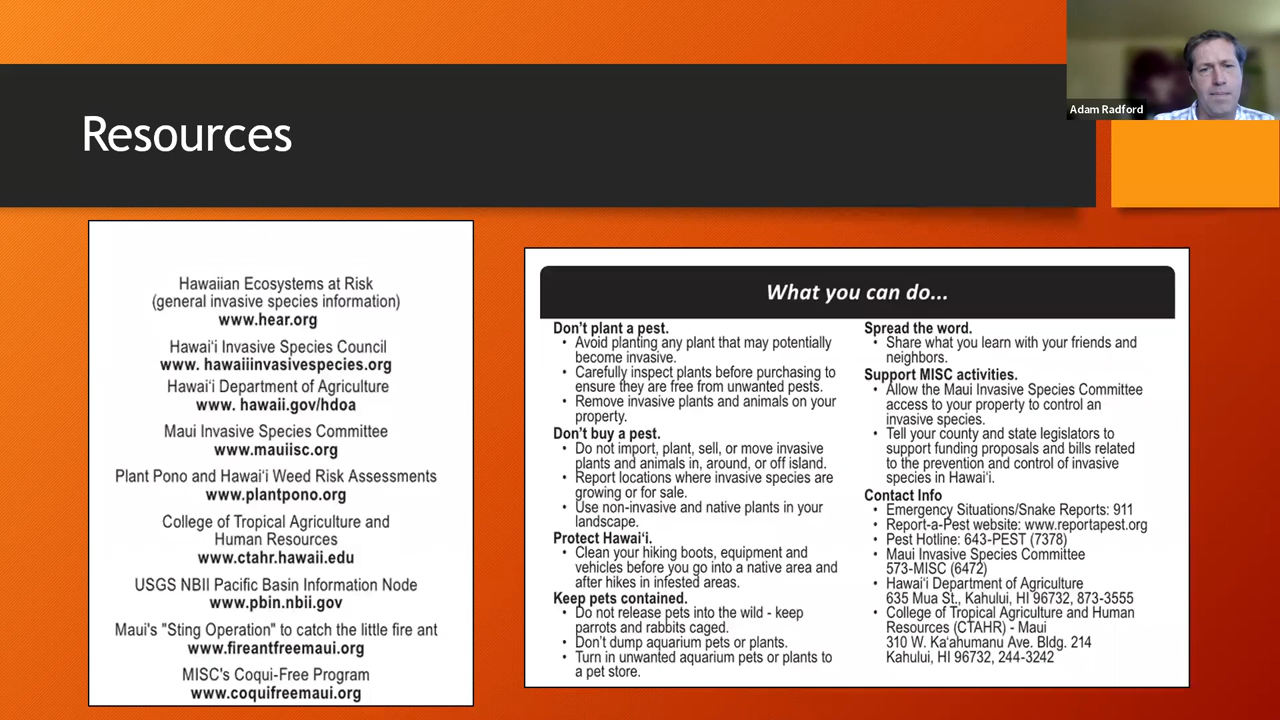 Adam Radford
Resources
Hawaiian Ecosystems at Risk
(general invasive species information)
www.hear.org
Hawai‘i Invasive Species Council
www. hawaiiinvasivespecies.org
Hawai‘i Department of Agriculture
www. hawaii.gov/hdoa
Maui Invasive Species Committee
www.mauiisc.org
Plant Pono and Hawai‘i Weed Risk Assessments
www.plantpono.org
College of Tropical Agriculture and
Human Resources
www.ctahr.hawaii.edu
USGS NBII Pacific Basin Information Node
www.pbin.nbii.gov
Maui's "Sting Operation" to catch the little fire ant
www.fireantfreemaui.org
MISC's Coqui-Free Program
www.coquifreemaui.org
What you can do...
Don’t plant a pest.
• Avoid planting any plant that may potentially
become invasive.
• Carefully inspect plants before purchasing to
ensure they are free from unwanted pests.
• Remove invasive plants and animals on your
property.
Don’t buy a pest.
• Do not import, plant, sell, or move invasive
plants and animals in, around, or off island.
• Report locations where invasive species are
growing or for sale.
• Use non-invasive and native plants in your
landscape.
Protect Hawai‘i.
• Clean your hiking boots, equipment and
vehicles before you go into a native area and
after hikes in infested areas.
Keep pets contained.
• Do not release pets into the wild - keep
parrots and rabbits caged.
• Don’t dump aquarium pets or plants.
• Turn in unwanted aquarium pets or plants to
a pet store.
Spread the word.
• Share what you learn with your friends and
neighbors.
Support MISC activities.
• Allow the Maui Invasive Species Committee
access to your property to control an
invasive species.
• Tell your county and state legislators to
support funding proposals and bills related
to the prevention and control of invasive
species in Hawai‘i.
Contact Info
• Emergency Situations/Snake Reports: 911
• Report-a-Pest website: www.reportapest.org
• Pest Hotline: 643-PEST (7378)
• Maui Invasive Species Committee
573-MISC (6472)
• Hawai‘i Department of Agriculture
635 Mua St., Kahului, HI 96732, 873-3555
• College of Tropical Agriculture and Human
Resources (CTAHR) - Maui
310 W. Ka‘ahumanu Ave. Bldg. 214
Kahului, HI 96732, 244-3242